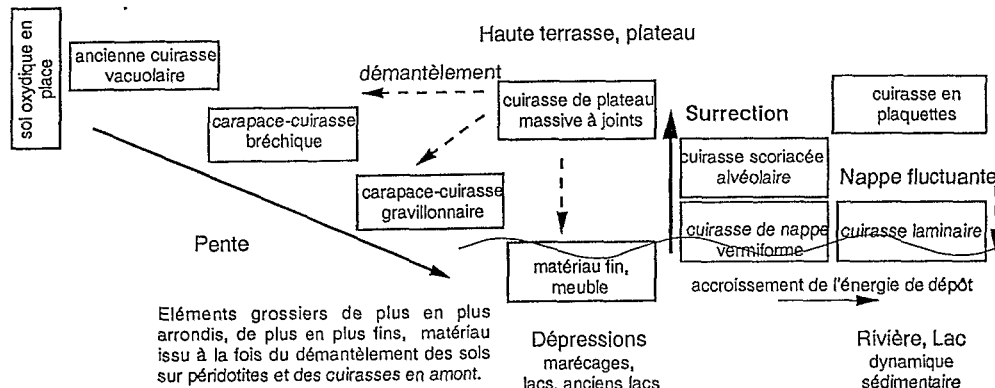 sol oxydique en
place
ancienne cuirasse
vacuolaire
Haute terrasse, plateau
démantèlement
carapace-cuirasse
bréchique
cuirasse de plateau
massive à joints
Surrection
cuirasse en
plaquettes
cuirasse scoriacée
alvéolaire
Nappe fluctuante
carapace-cuirasse
gravillonnaire
Pente
cuirasse de nappe
vermiforme
cuirasse laminaire
matériau fin,
meuble
accroissement de l'énergie de dépôt
Eléments grossiers de plus en plus
arrondis, de plus en plus fins, matériau
issu à la fois du démantèlement des sols
sur péridotites et des cuirasses en amont.
Dépressions
marécages,
lacs, anciens lacs
Rivière, Lac
dynamique
sédimentaire